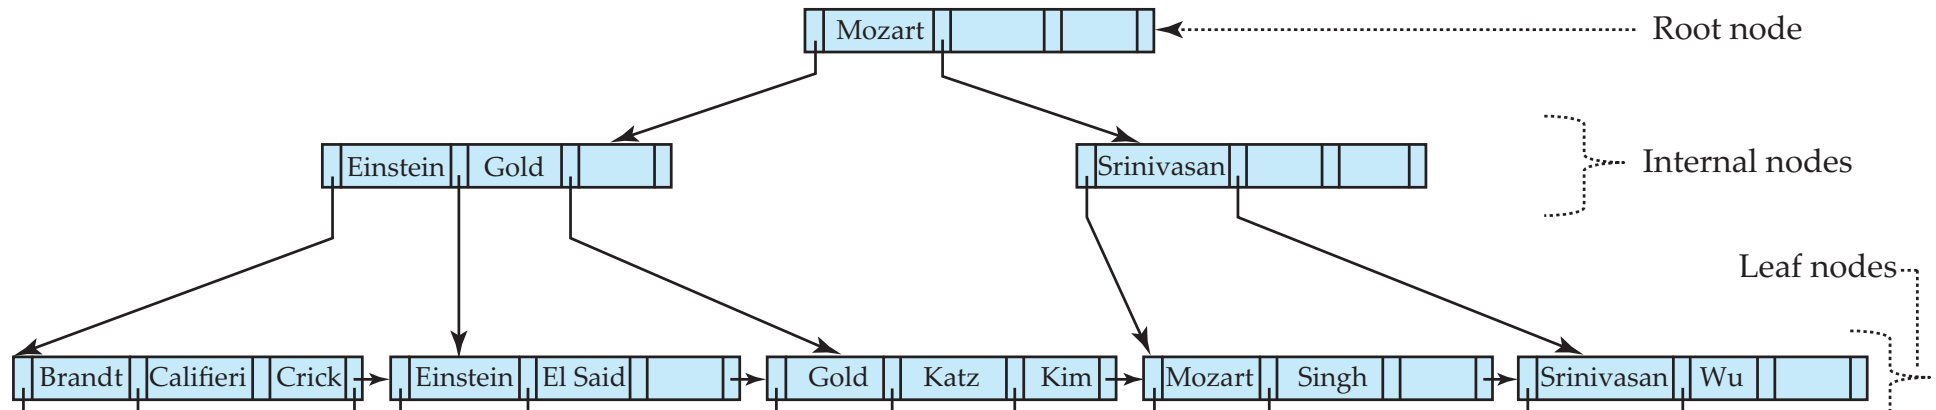 Mozart
Root node
Einstein Gold
Srinivasan
Internal nodes
Leaf nodes
Brandt Califieri Crick Einstein El Said Gold Katz Kim Mozart Singh Srinivasan Wu